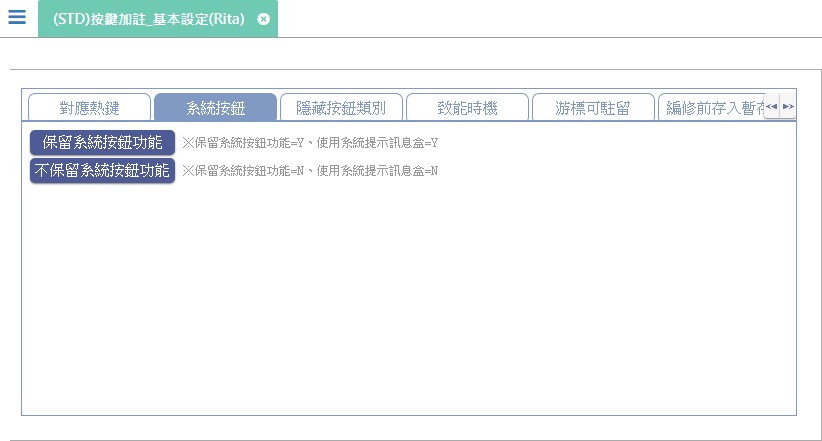 (STD)按鍵加註_基本設定(Rita)
對應熱鍵 系統按鈕 隱藏按鈕類別 致能時機 游標可駐留 編修前存入暫存
保留系統按鈕功能 ※保留系統按鈕功能=Y、使用系統提示訊息盒=Y
不保留系統按鈕功能 ※保留系統按鈕功能=N、使用系統提示訊息盒=N